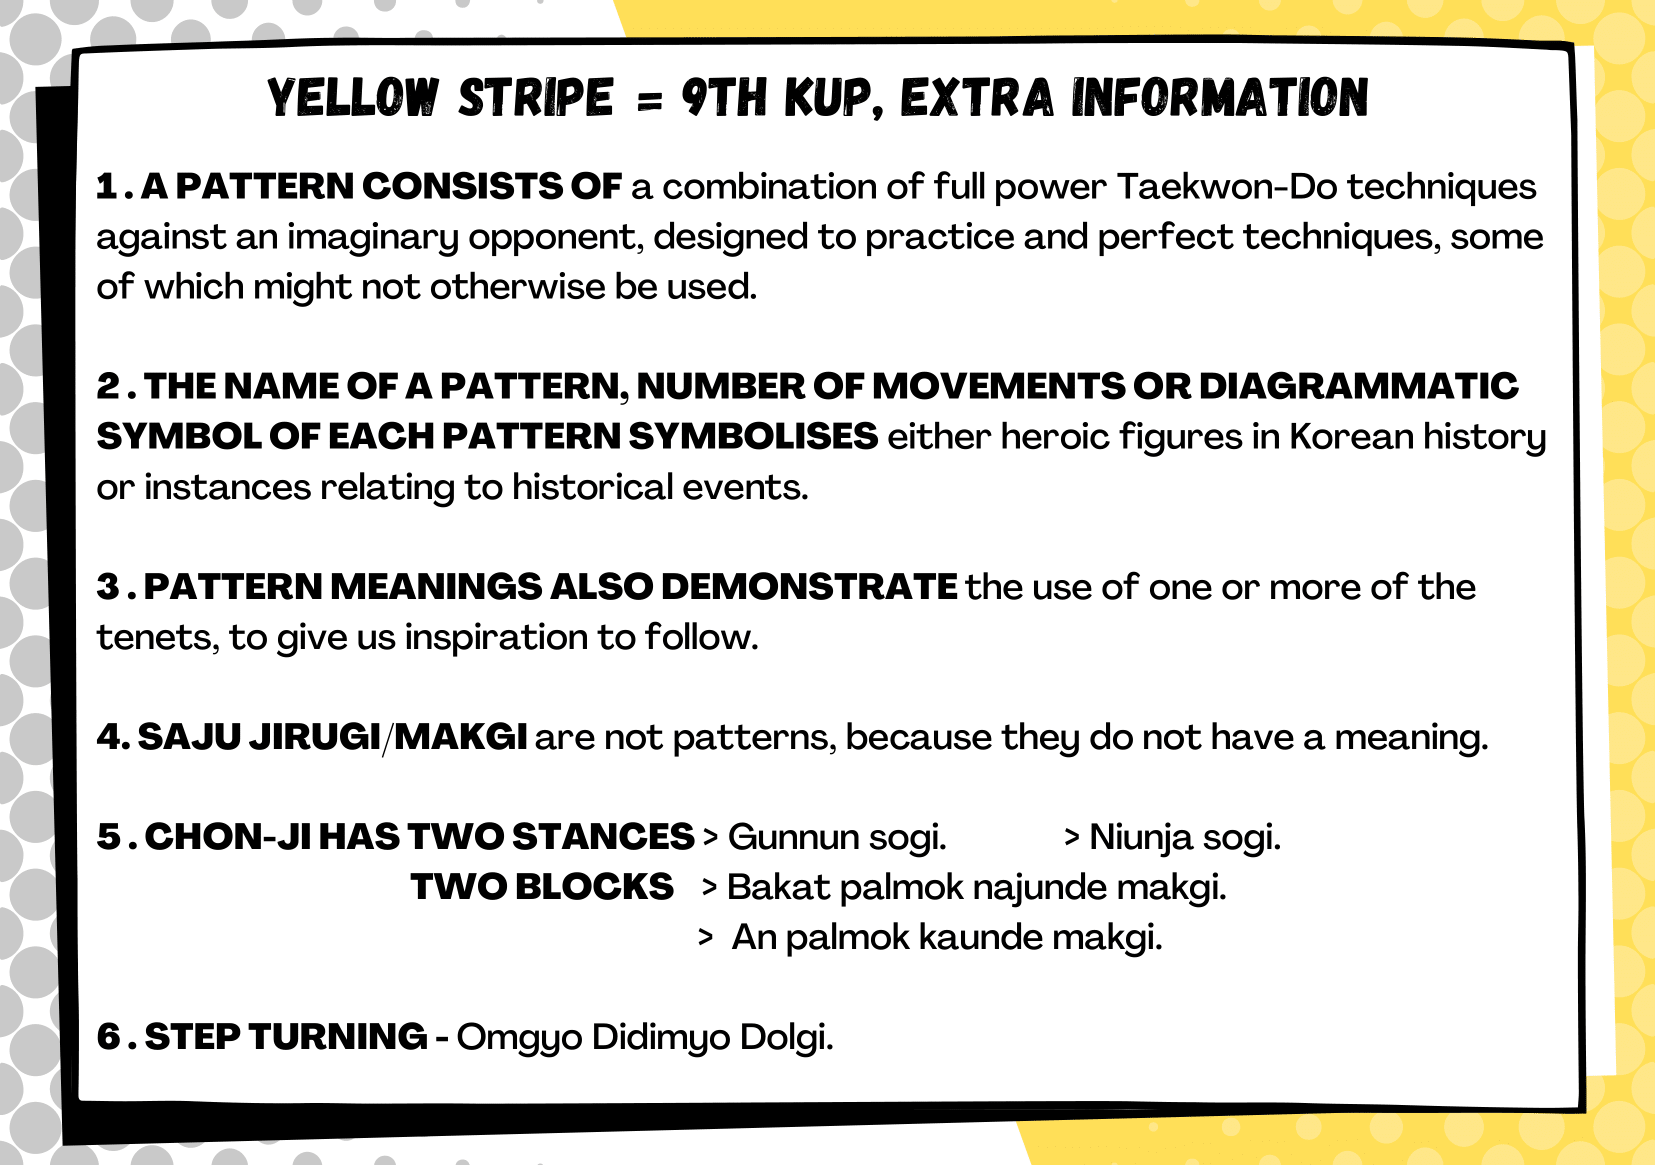 YELLOW STRIPE = 9TH KUP, EXTRA INFORMATION
1 . A PATTERN CONSISTS OF a combination of full power Taekwon-Do techniques
against an imaginary opponent, designed to practice and perfect techniques, some
of which might not otherwise be used.
2 . THE NAME OF A PATTERN, NUMBER OF MOVEMENTS OR DIAGRAMMATIC
SYMBOL OF EACH PATTERN SYMBOLISES either heroic figures in Korean history
or instances relating to historical events.
3 . PATTERN MEANINGS ALSO DEMONSTRATE the use of one or more of the
tenets, to give us inspiration to follow.
4. SAJU JIRUGI/MAKGI are not patterns, because they do not have a meaning.
5 . CHON-JI HAS TWO STANCES > Gunnun sogi. > Niunja sogi.
TWO BLOCKS > Bakat palmok najunde makgi.
> An palmok kaunde makgi.
6 . STEP TURNING - Omgyo Didimyo Dolgi.